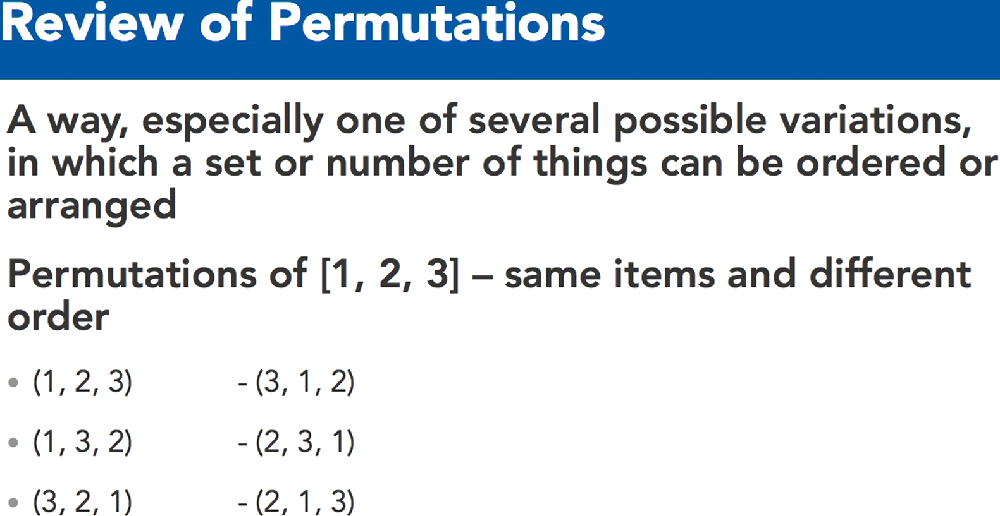 Review of Permutations
A way, especially one of several possible variations,
in which a set or number of things can be ordered or
arranged
Permutations of [1, 2, 3] – same items and different
order
• (1, 2, 3) - (3, 1, 2)
• (1, 3, 2) - (2, 3, 1)
• (3, 2, 1) - (2, 1, 3)